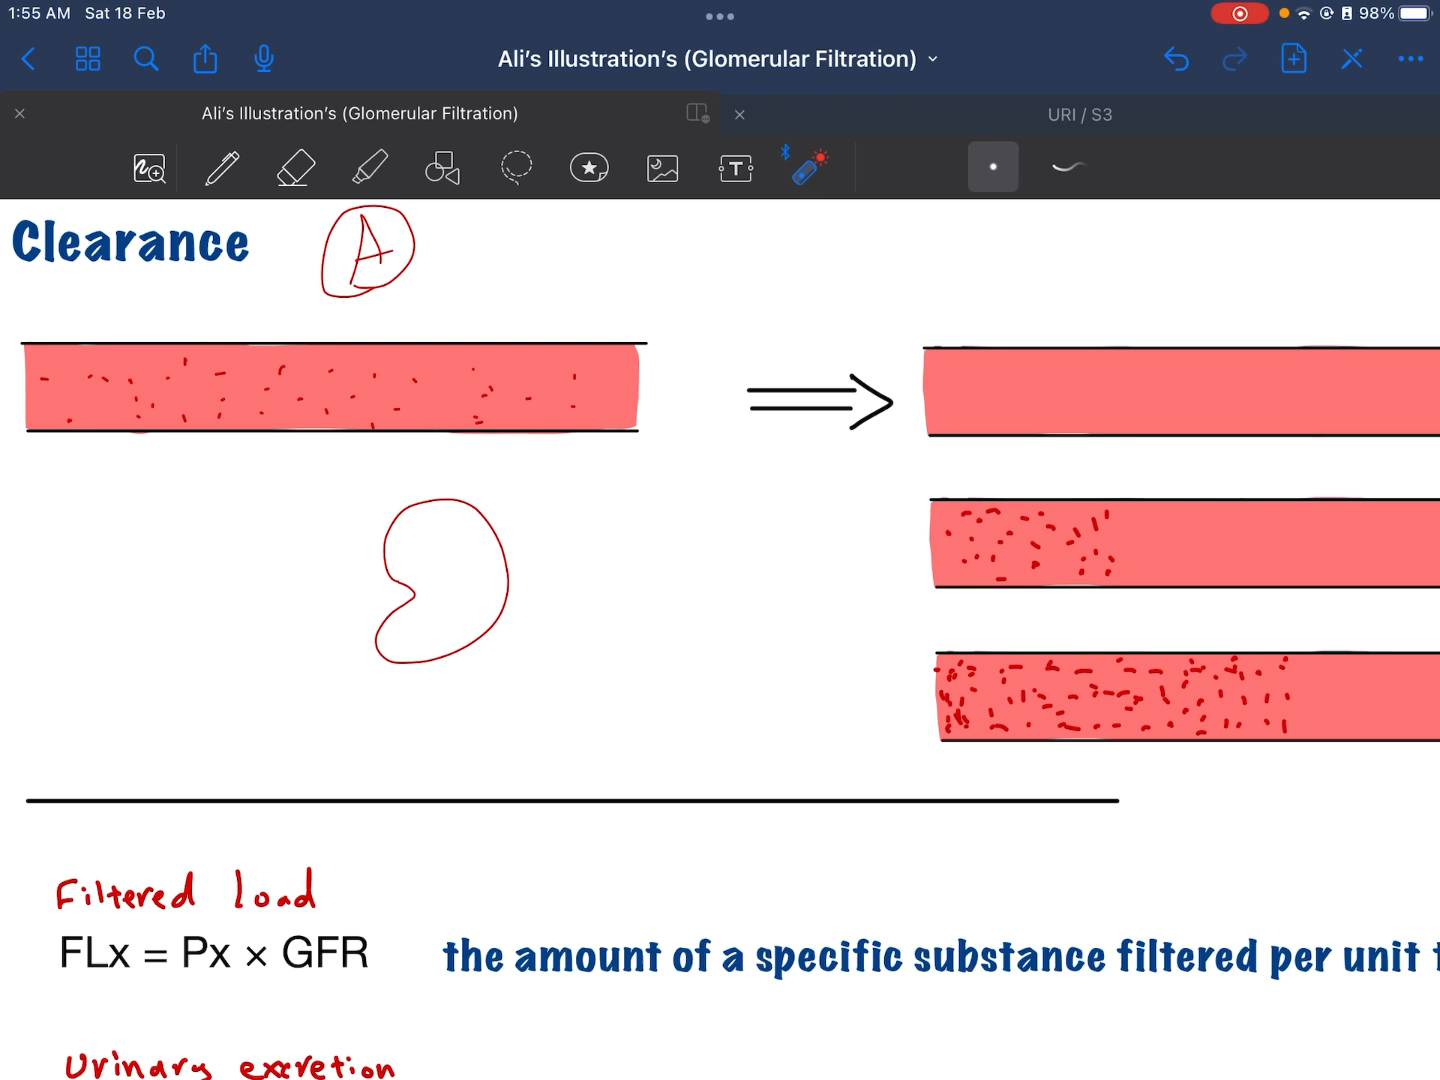 1:55 AM Sat 18 Feb
98%
Ali's Illustration's (Glomerular Filtration)
Ali's Illustration's (Glomerular Filtration)
URI / S3
T
Clearance
A
Filtered load
FLx = Px × GFR
the amount of a specific substance filtered per unit t
Urinary excretion